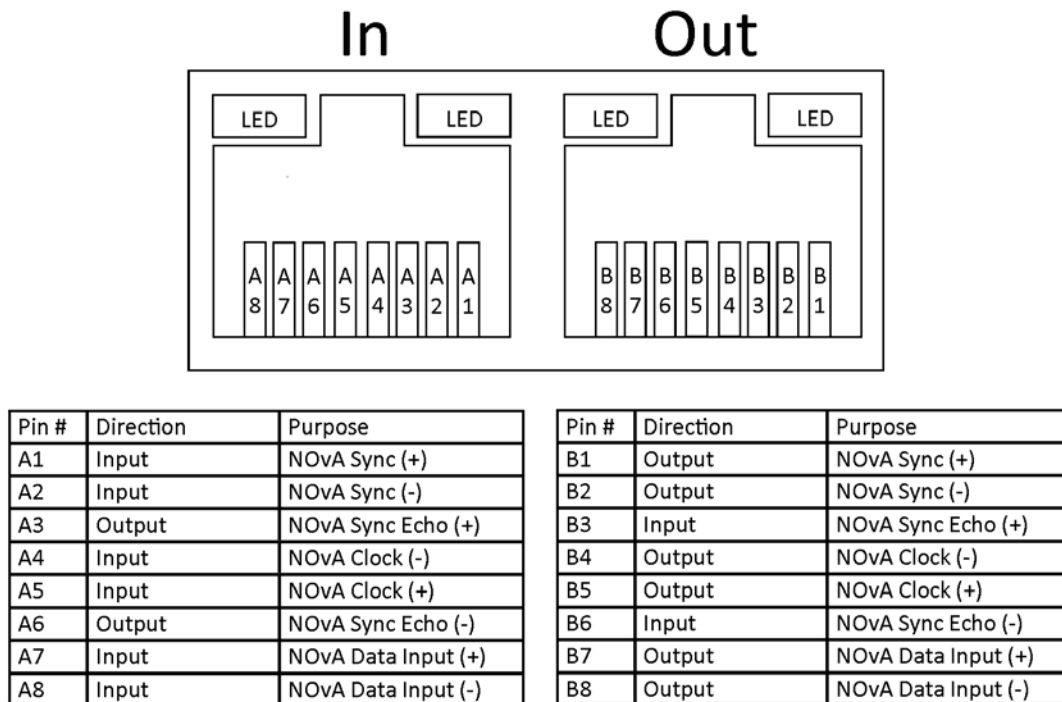 In Out
LED LED LED LED
A8 A7 A6 A5 A4 A3 A2 A1 B8 B7 B6 B5 B4 B3 B2 B1
Pin # Direction Purpose
A1 Input NOvA Sync (+)
A2 Input NOvA Sync (-)
A3 Output NOvA Sync Echo (+)
A4 Input NOvA Clock (-)
A5 Input NOvA Clock (+)
A6 Output NOvA Sync Echo (-)
A7 Input NOvA Data Input (+)
A8 Input NOvA Data Input (-)
Pin # Direction Purpose
B1 Output NOvA Sync (+)
B2 Output NOvA Sync (-)
B3 Input NOvA Sync Echo (+)
B4 Output NOvA Clock (-)
B5 Output NOvA Clock (+)
B6 Input NOvA Sync Echo (-)
B7 Output NOvA Data Input (+)
B8 Output NOvA Data Input (-)